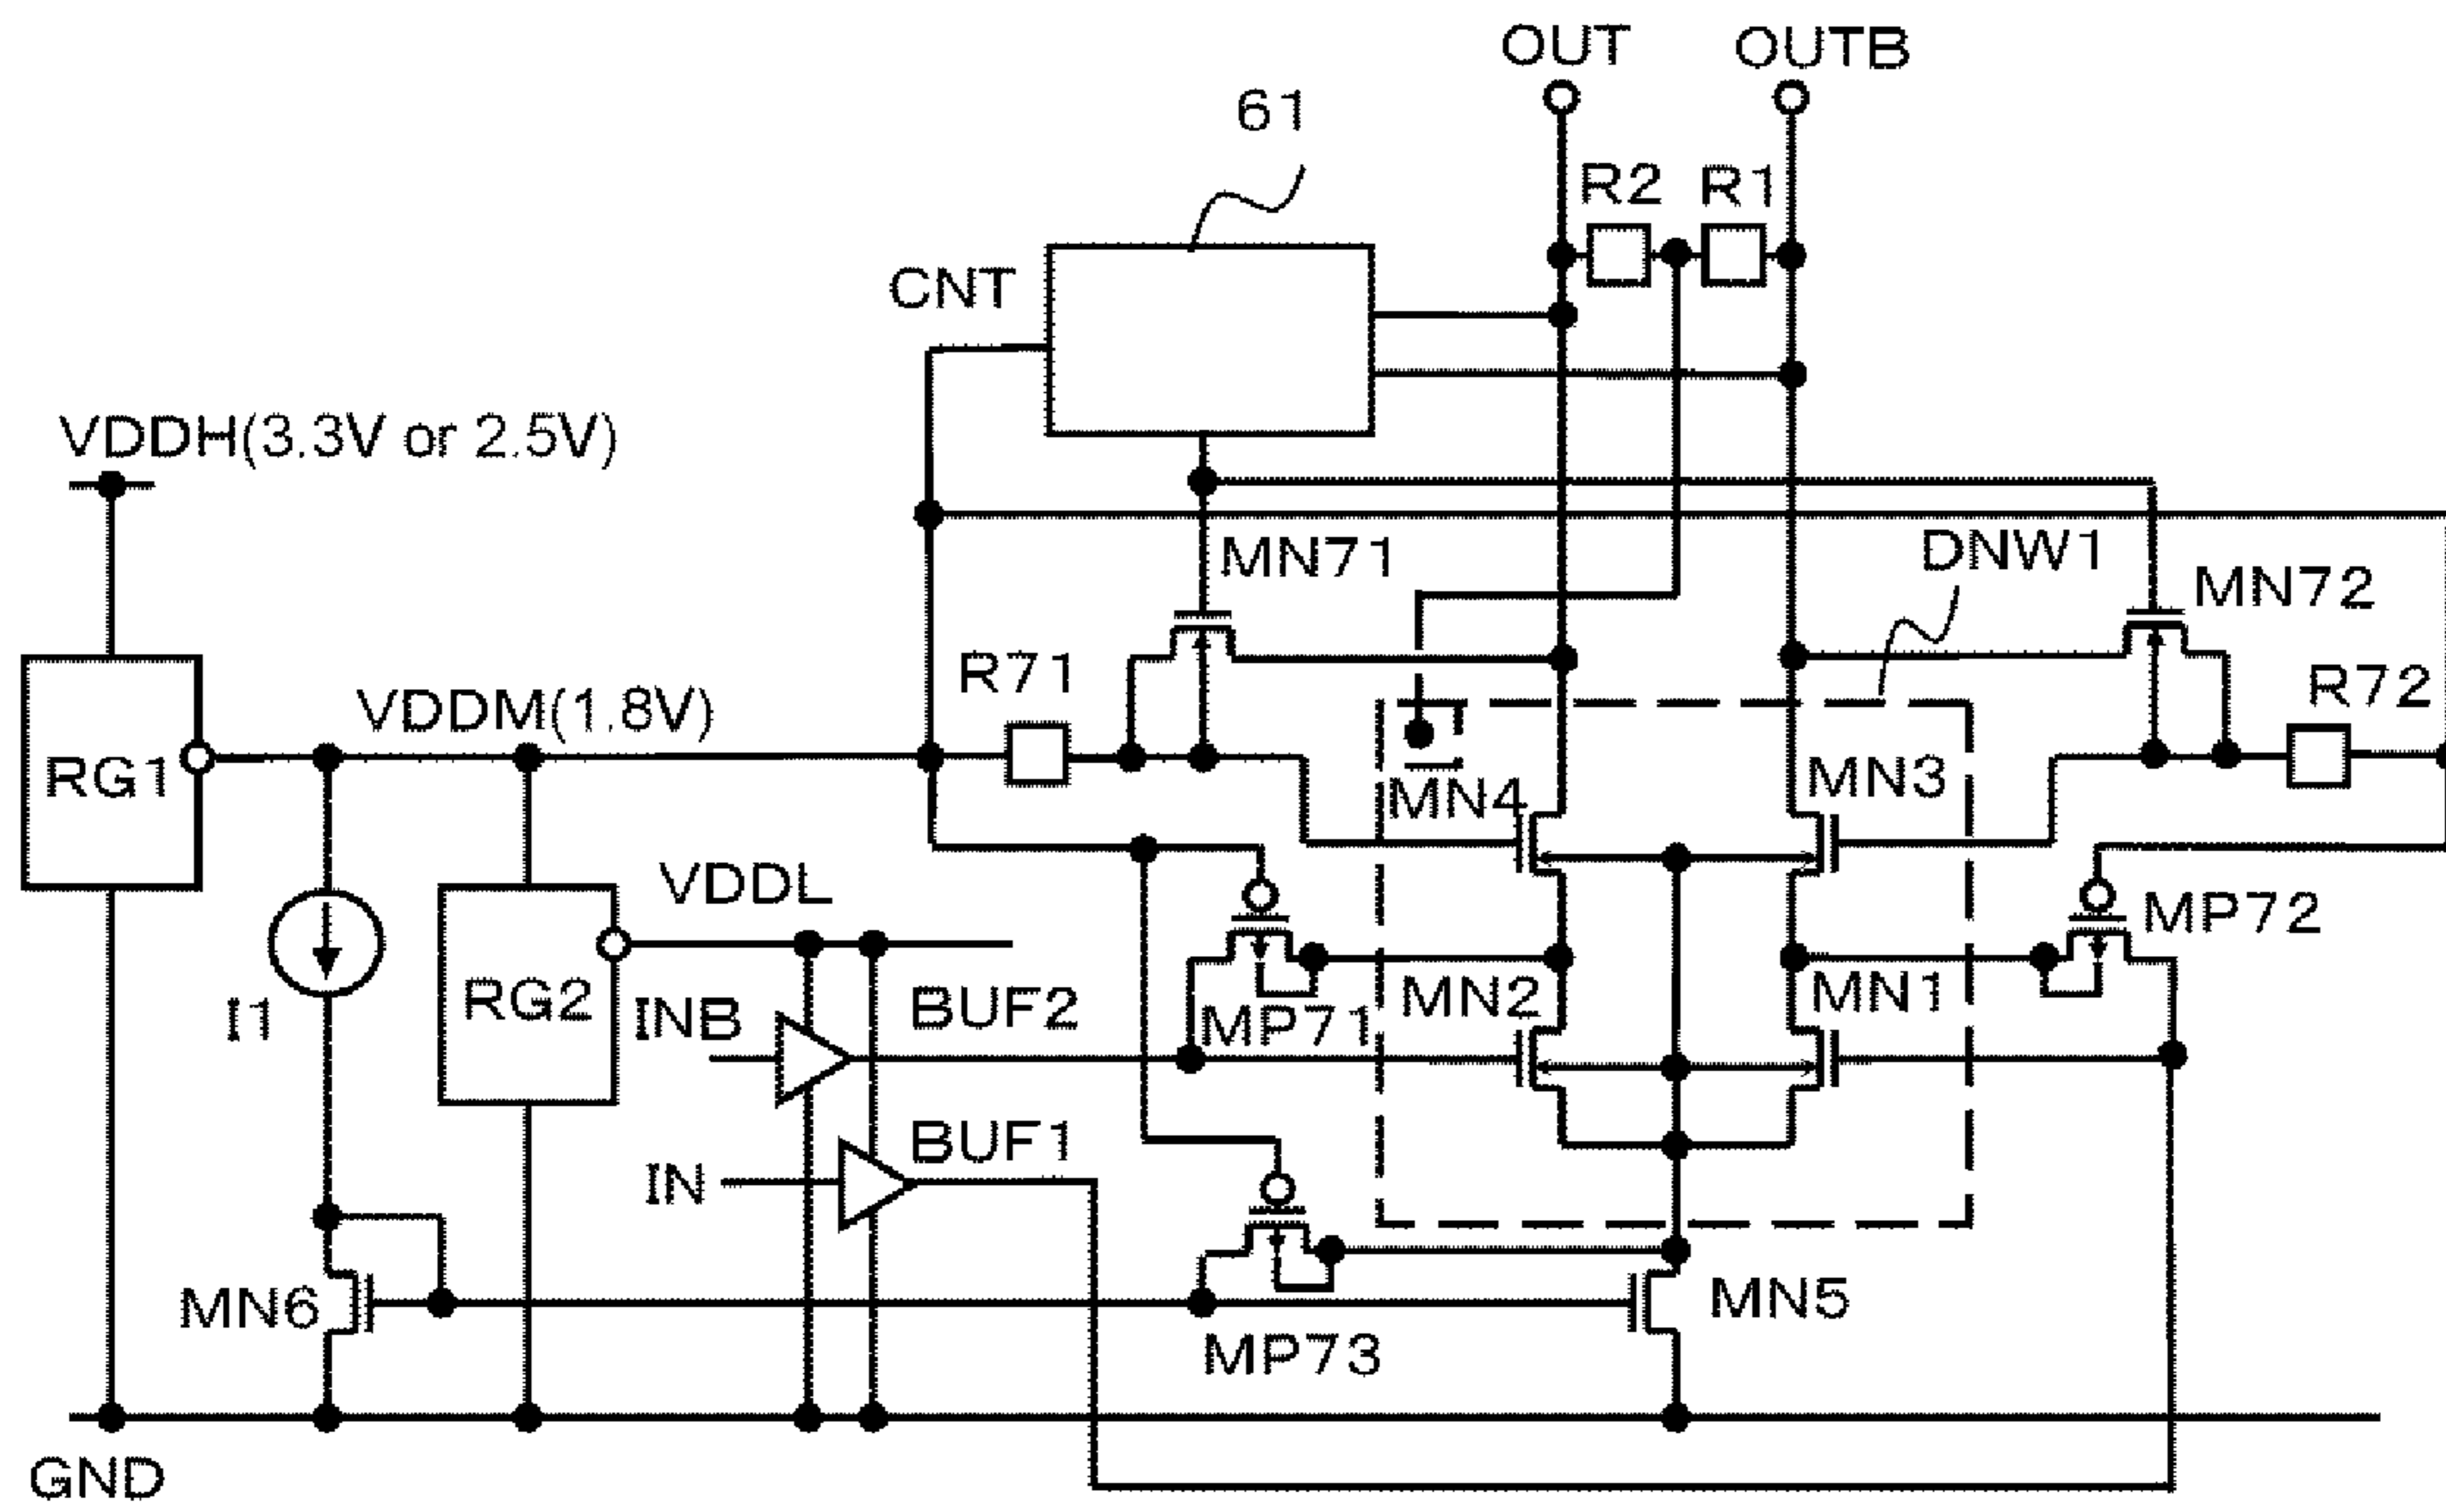 OUT
OUTB
61
R2
R1
CNT
VDDH(3.3V or 2.5V)
MN71
DNW1
MN72
R71
R72
VDDM(1.8V)
RG1
MN4
MN3
VDDL
MP72
RG2
I1
INB
BUF2
MP71
MN2
MN1
BUF1
IN
MN6
MN5
MP73
GND